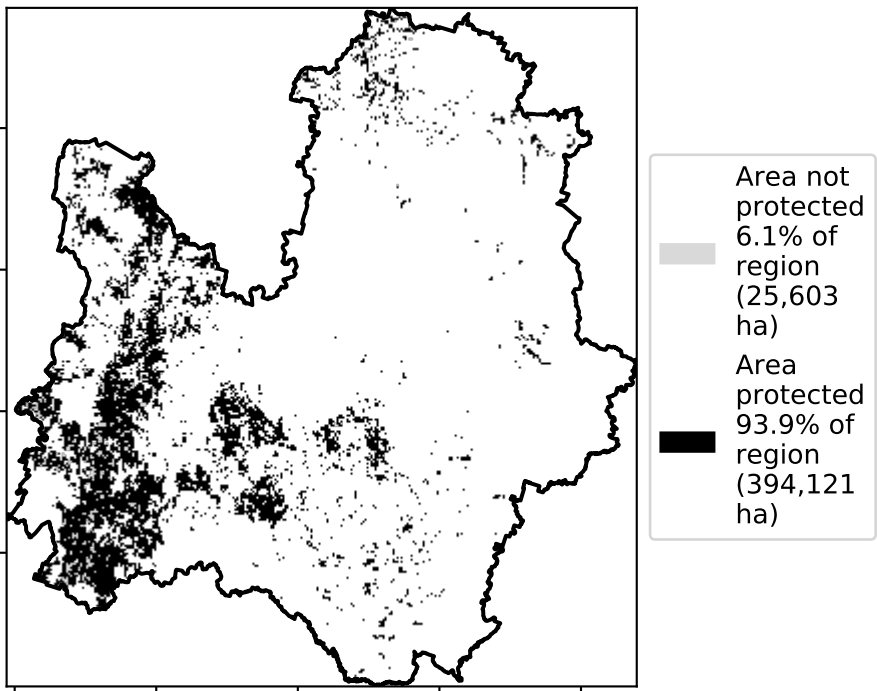 Area not
protected
6.1% of
region
(25,603
ha)
Area
protected
93.9% of
region
(394,121
ha)